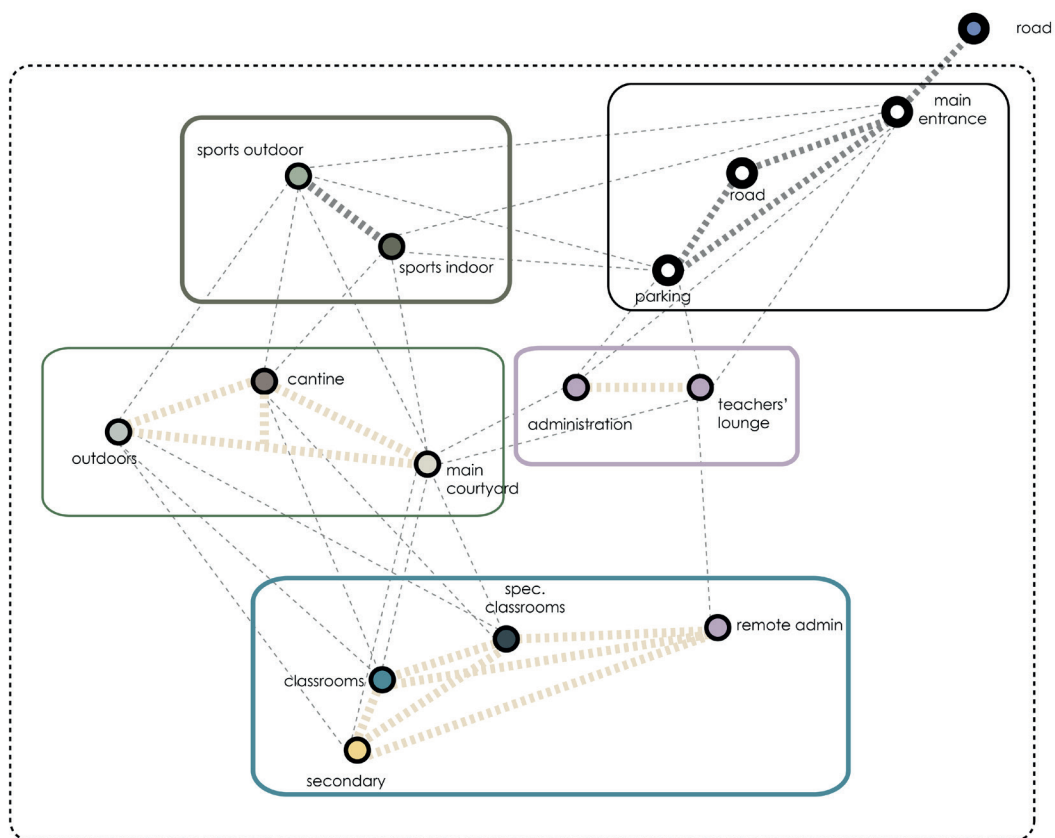 road
main
entrance
sports outdoor
road
sports indoor
parking
cantine
administration
teachers'
lounge
outdoors
main
courtyard
spec.
classrooms
remote admin
classrooms
secondary